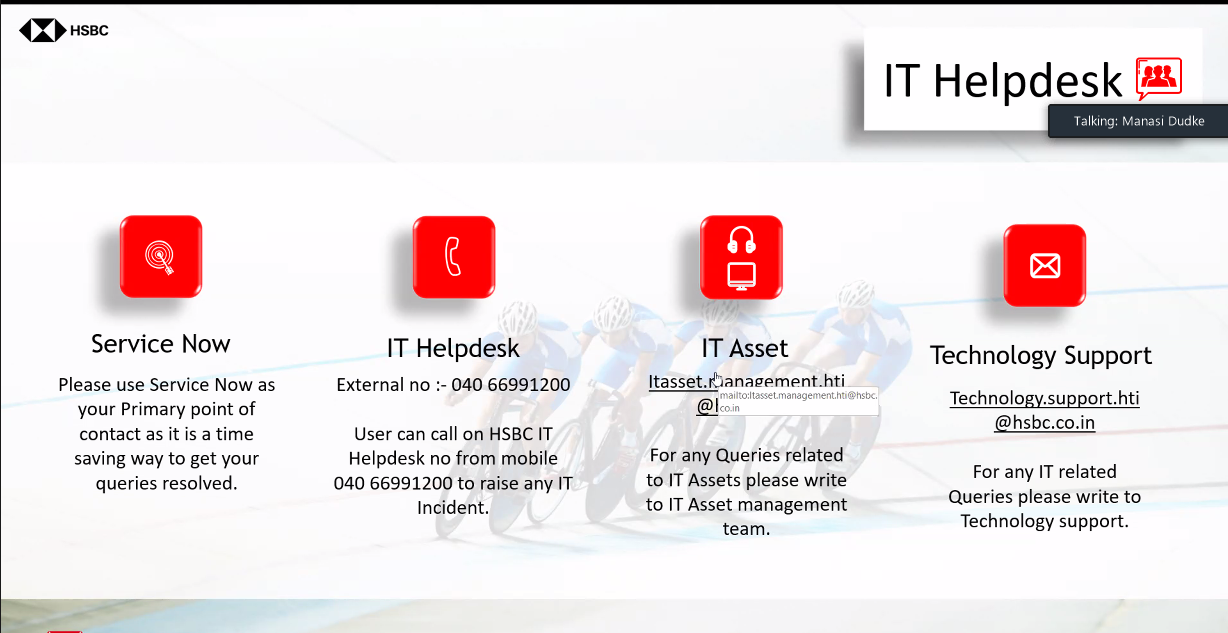 HSBC
IT Helpdesk
Talking: Manasi Dudke
Service Now
Please use Service Now as
your Primary point of
contact as it is a time
saving way to get your
queries resolved.
IT Helpdesk
External no :- 040 66991200
User can call on HSBC IT
Helpdesk no from mobile
040 66991200 to raise any IT
Incident.
IT Asset
Itasset.management.hti
@
mailto:Itasset.management.hti@hsbc.
co.in
For any Queries related
to IT Assets please write
to IT Asset management
team.
Technology Support
Technology.support.hti
@hsbc.co.in
For any IT related
Queries please write to
Technology support.